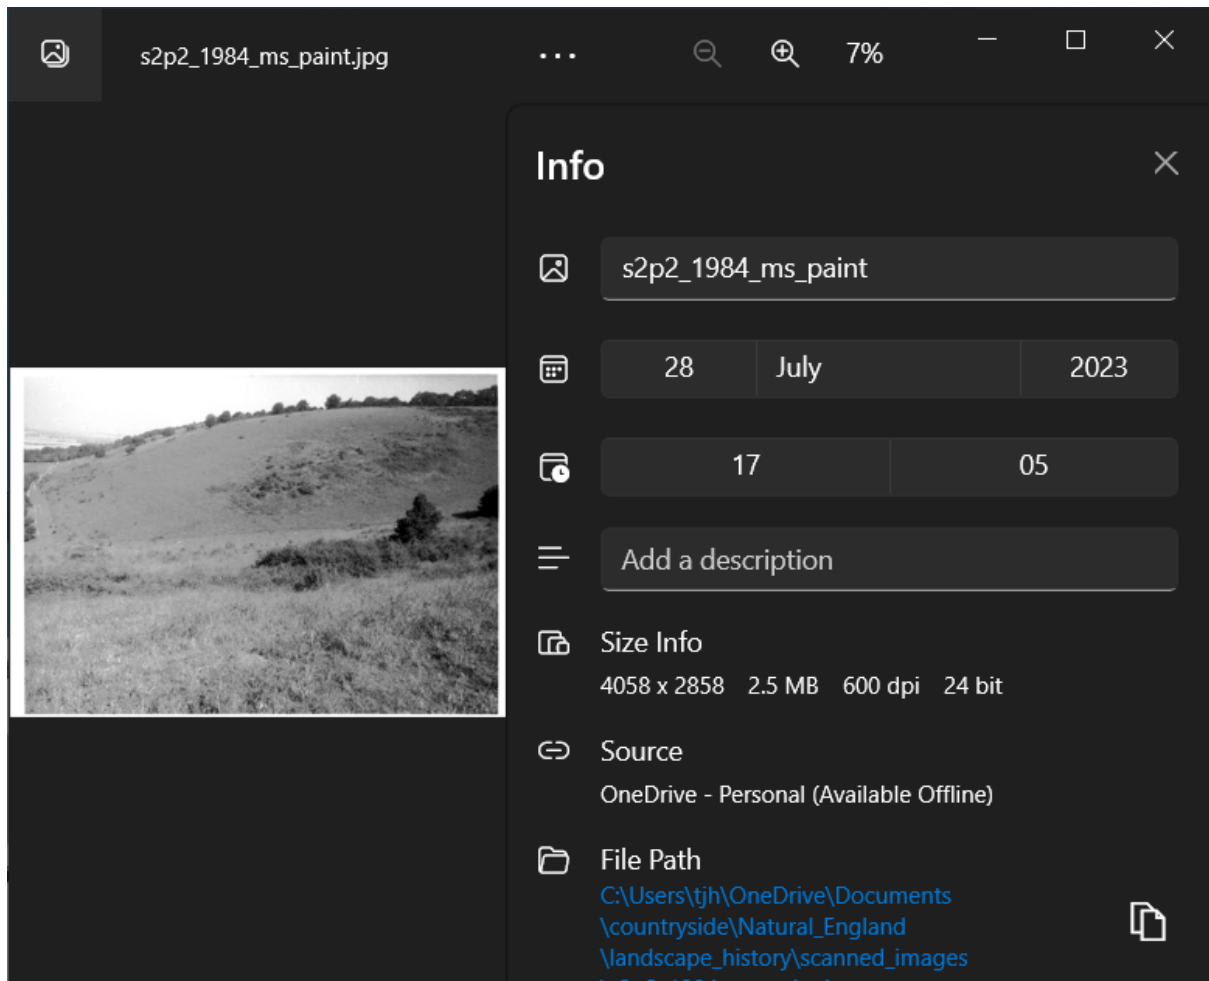 s2p2_1984_ms_paint.jpg ... 7%
Info
s2p2_1984_ms_paint
28 July 2023
17 05
Add a description
Size Info
4058 x 2858 2.5 MB 600 dpi 24 bit
Source
OneDrive - Personal (Available Offline)
File Path
C:\Users\tjh\OneDrive\Documents
\countryside\Natural_England
\landscape_history\scanned_images